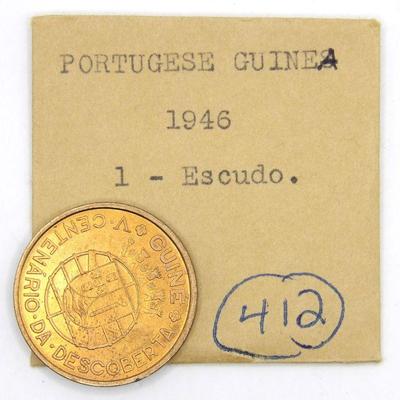 PORTUGESE GUINEA
1946
1 - Escudo.
412
GUINÉ
V · CENTENÁRIO · DA · DESCOBERTA